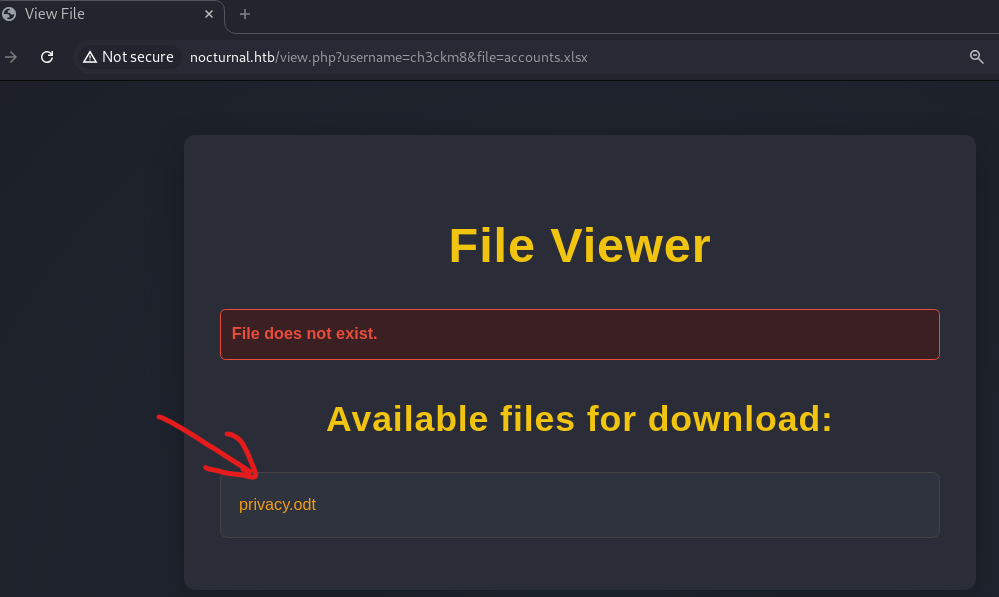 View File
Not secure nocturnal.htb/view.php?username=ch3ckm8&file=accounts.xlsx
File Viewer
File does not exist.
Available files for download:
privacy.odt